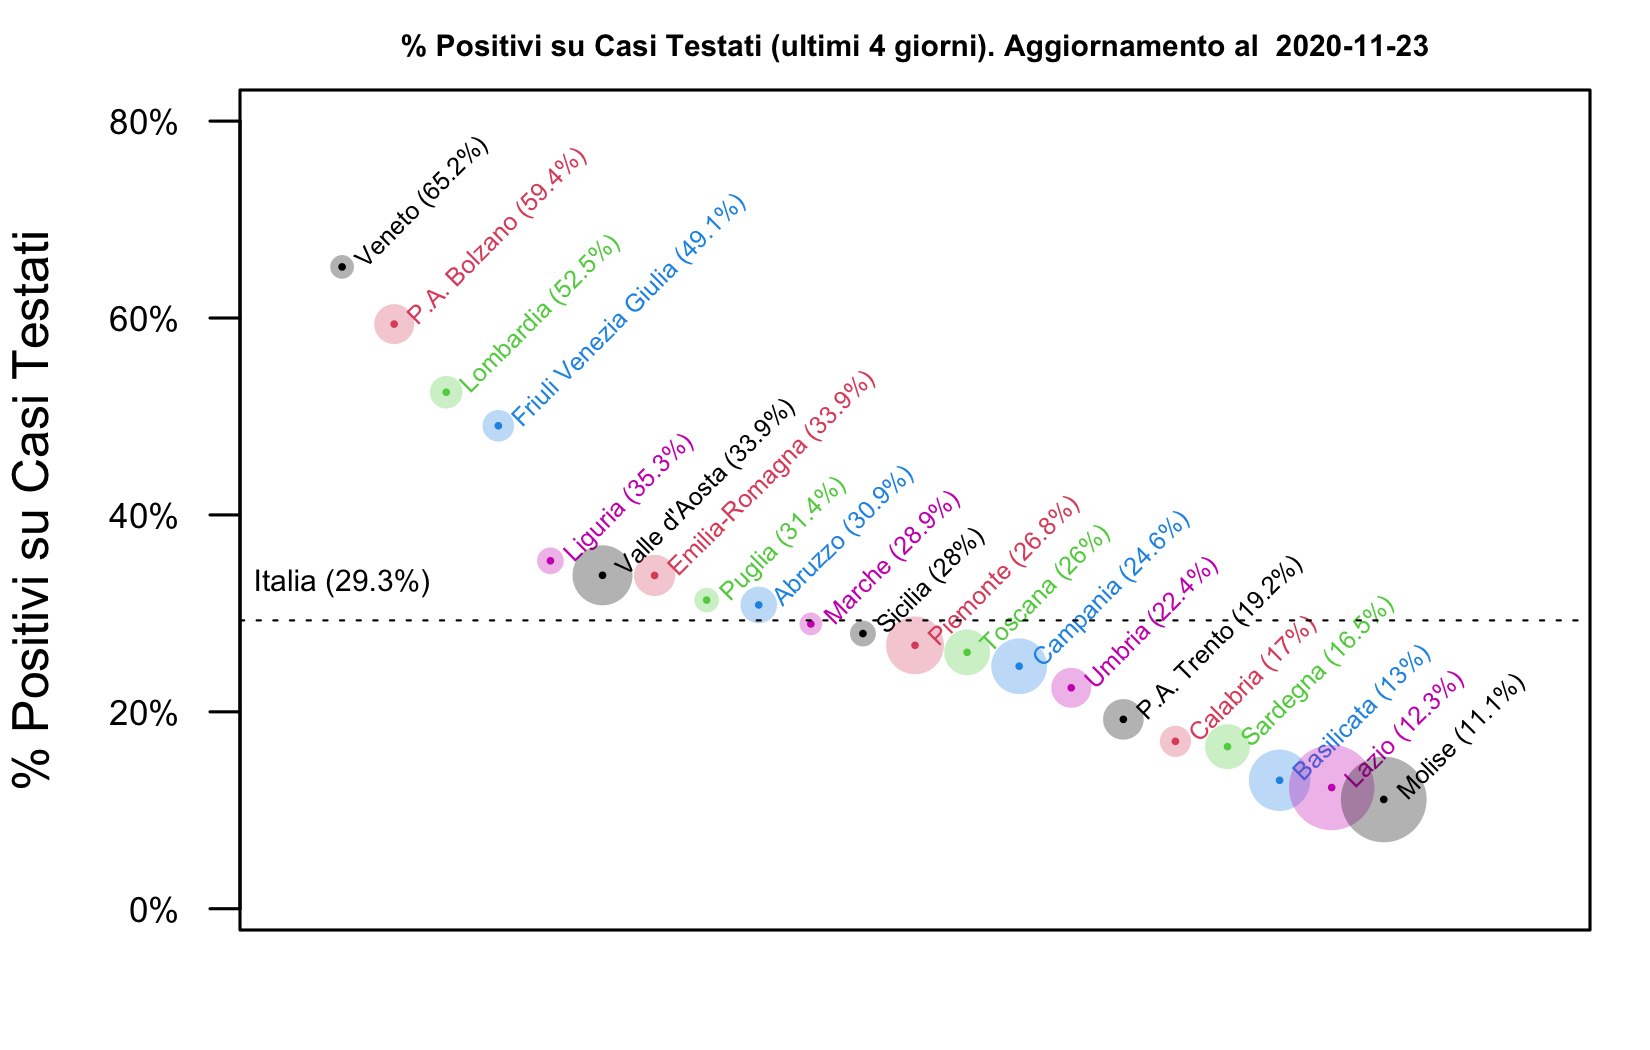 % Positivi su Casi Testati (ultimi 4 giorni). Aggiornamento al  2020-11-23
% Positivi su Casi Testati
80%
60%
40%
20%
0%
Italia (29.3%)
Veneto (65.2%)
P.A. Bolzano (59.4%)
Lombardia (52.5%)
Friuli Venezia Giulia (49.1%)
Liguria (35.3%)
Valle d'Aosta (33.9%)
Emilia-Romagna (33.9%)
Puglia (31.4%)
Abruzzo (30.9%)
Marche (28.9%)
Sicilia (28%)
Piemonte (26.8%)
Toscana (26%)
Campania (24.6%)
Umbria (22.4%)
P.A. Trento (19.2%)
Calabria (17%)
Sardegna (16.5%)
Basilicata (13%)
Lazio (12.3%)
Molise (11.1%)